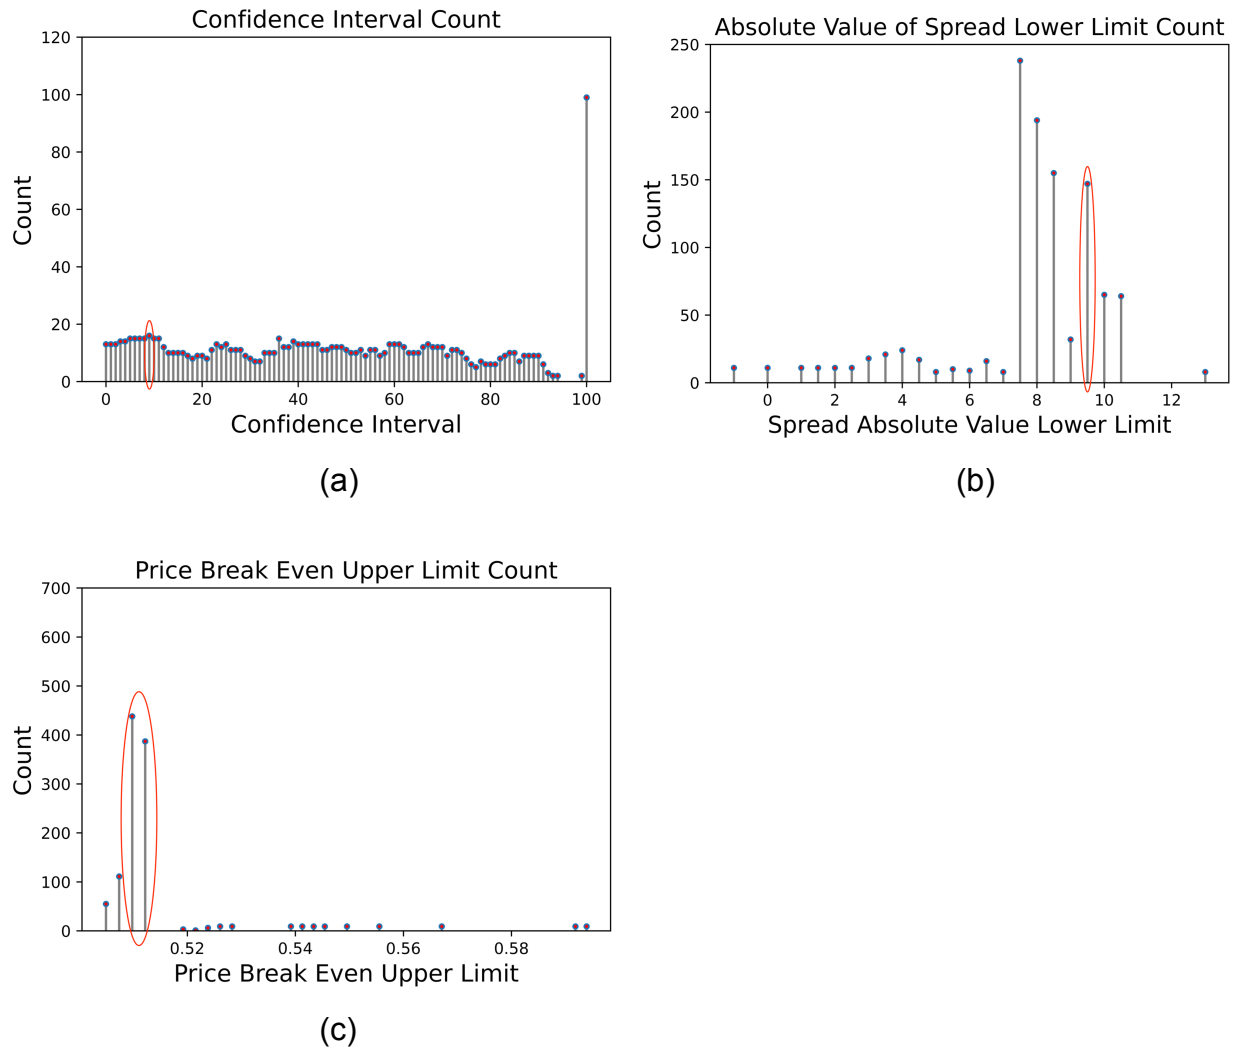 Confidence Interval Count
120
100
80
60
40
20
0
Count
0 20 40 60 80 100
Confidence Interval
(a)
Absolute Value of Spread Lower Limit Count
250
200
150
100
50
0
Count
0 2 4 6 8 10 12
Spread Absolute Value Lower Limit
(b)
Price Break Even Upper Limit Count
700
600
500
400
300
200
100
0
Count
0.52 0.54 0.56 0.58
Price Break Even Upper Limit
(c)